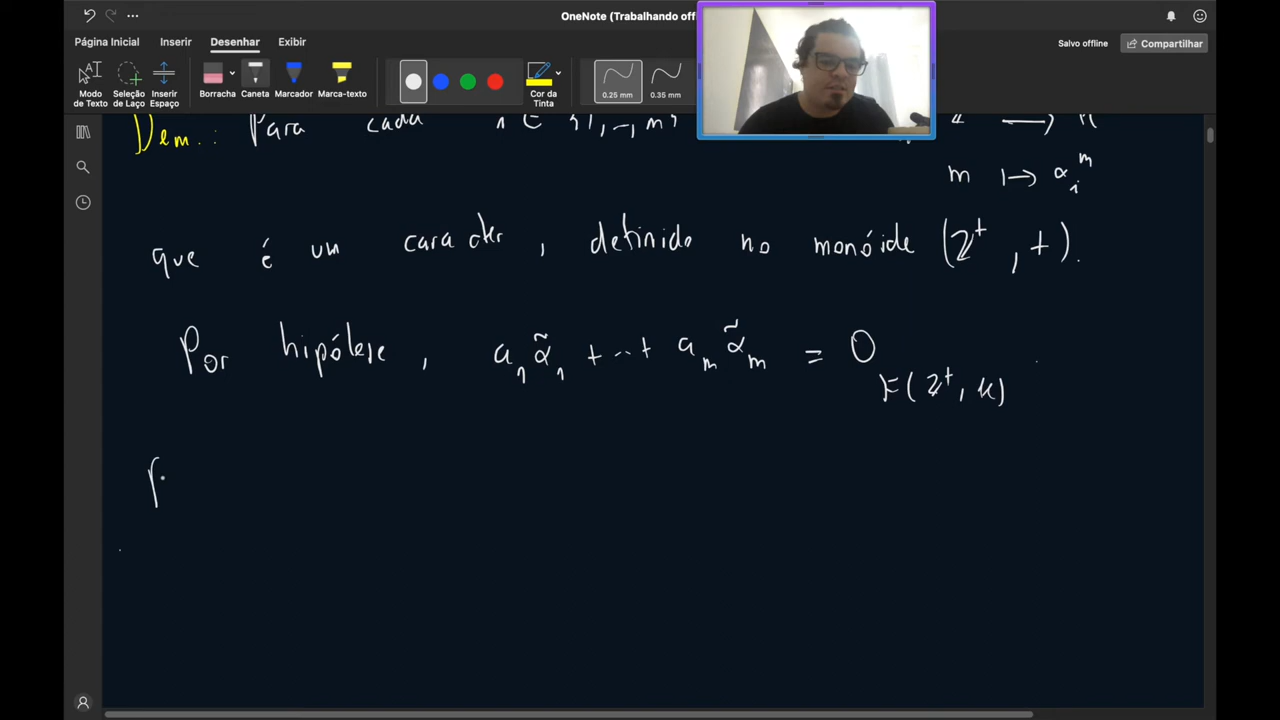 OneNote (Trabalhando off
Página Inicial Inserir Desenhar Exibir
Salvo offline Compartilhar
Modo de Texto Seleção de Laço Inserir Espaço Borracha Caneta Marcador Marca-texto Cor da Tinta 0.25 mm 0.35 mm
Dem.: Para cada
m ↦ αᵢᵐ
que é um caracter, definido no monóide (ℤ⁺, +).
Por hipótese, a₁α̃₁ + ... + aₘα̃ₘ = 0
F(ℤ⁺, K)
P